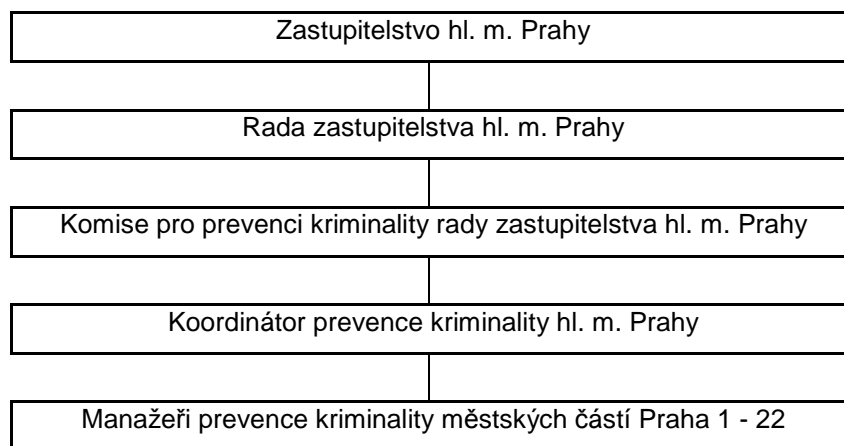 Zastupitelstvo hl. m. Prahy
Rada zastupitelstva hl. m. Prahy
Komise pro prevenci kriminality rady zastupitelstva hl. m. Prahy
Koordinátor prevence kriminality hl. m. Prahy
Manažeři prevence kriminality městských částí Praha 1 - 22